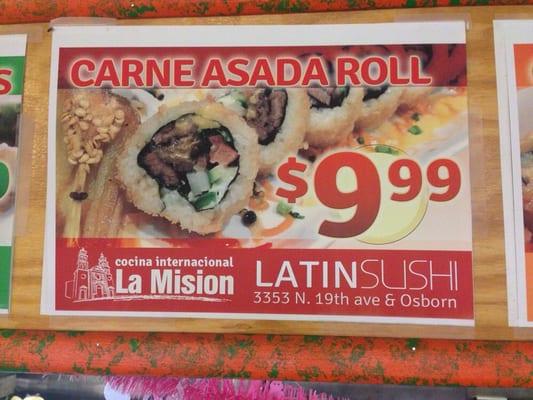 CARNE ASADA ROLL
$9.99
cocina internacional
La Mision
LATINSUSHI
3353 N. 19th ave & Osborn
S